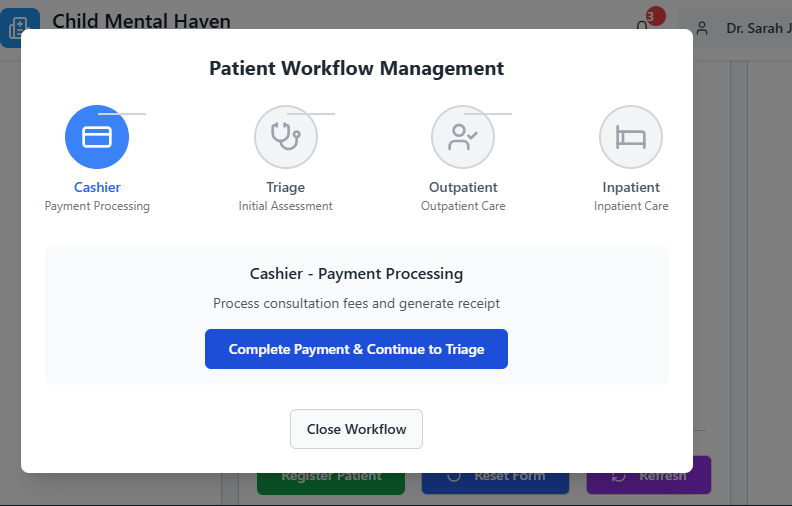 Child Mental Haven
3
Dr. Sarah J
Patient Workflow Management
Cashier
Payment Processing
Triage
Initial Assessment
Outpatient
Outpatient Care
Inpatient
Inpatient Care
Cashier - Payment Processing
Process consultation fees and generate receipt
Complete Payment & Continue to Triage
Close Workflow
Register Patient
Reset Form
Refresh